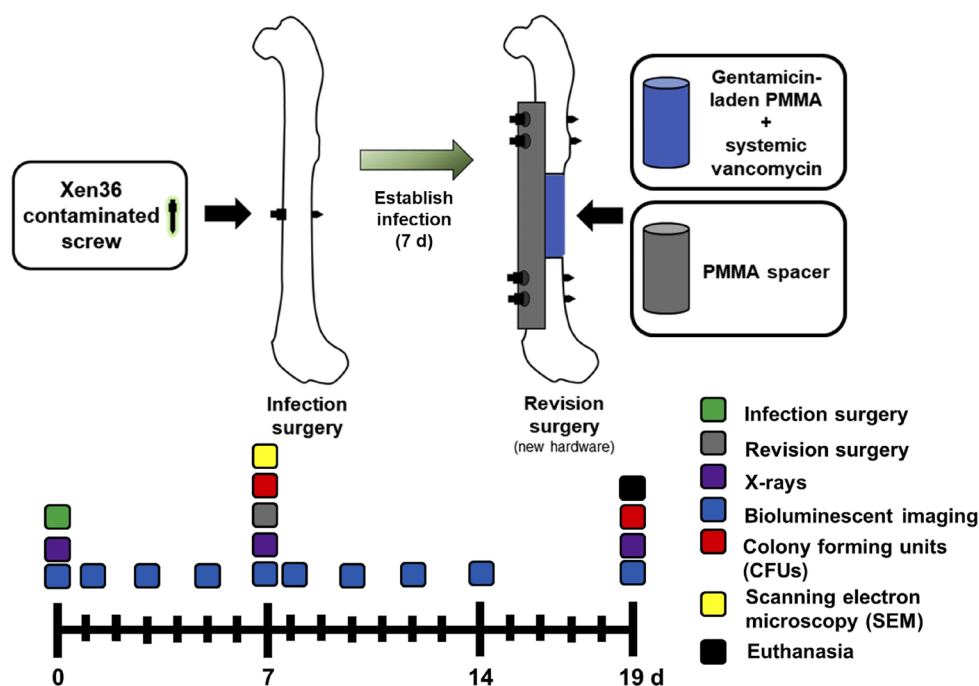 Xen36
contaminated
screw
Establish
infection
(7 d)
Gentamicin-
laden PMMA
+
systemic
vancomycin
PMMA spacer
Infection
surgery
Revision
surgery
(new hardware)
Infection surgery
Revision surgery
X-rays
Bioluminescent imaging
Colony forming units
(CFUs)
Scanning electron
microscopy (SEM)
Euthanasia
0 7 14 19 d